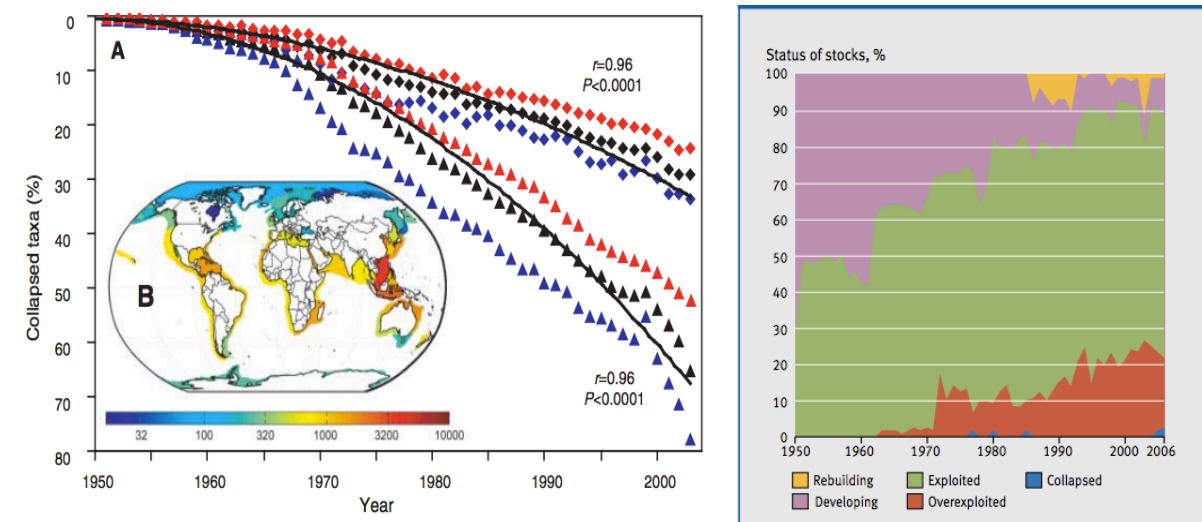 A
Collapsed taxa (%)
0
10
20
30
40
50
60
70
80
r=0.96
P<0.0001
B
32
100
320
1000
3200
10000
r=0.96
P<0.0001
1950
1960
1970
1980
1990
2000
Year
Status of stocks, %
100
90
80
70
60
50
40
30
20
10
0
1950 1960 1970 1980 1990 2000 2006
Rebuilding Exploited Collapsed
Developing Overexploited